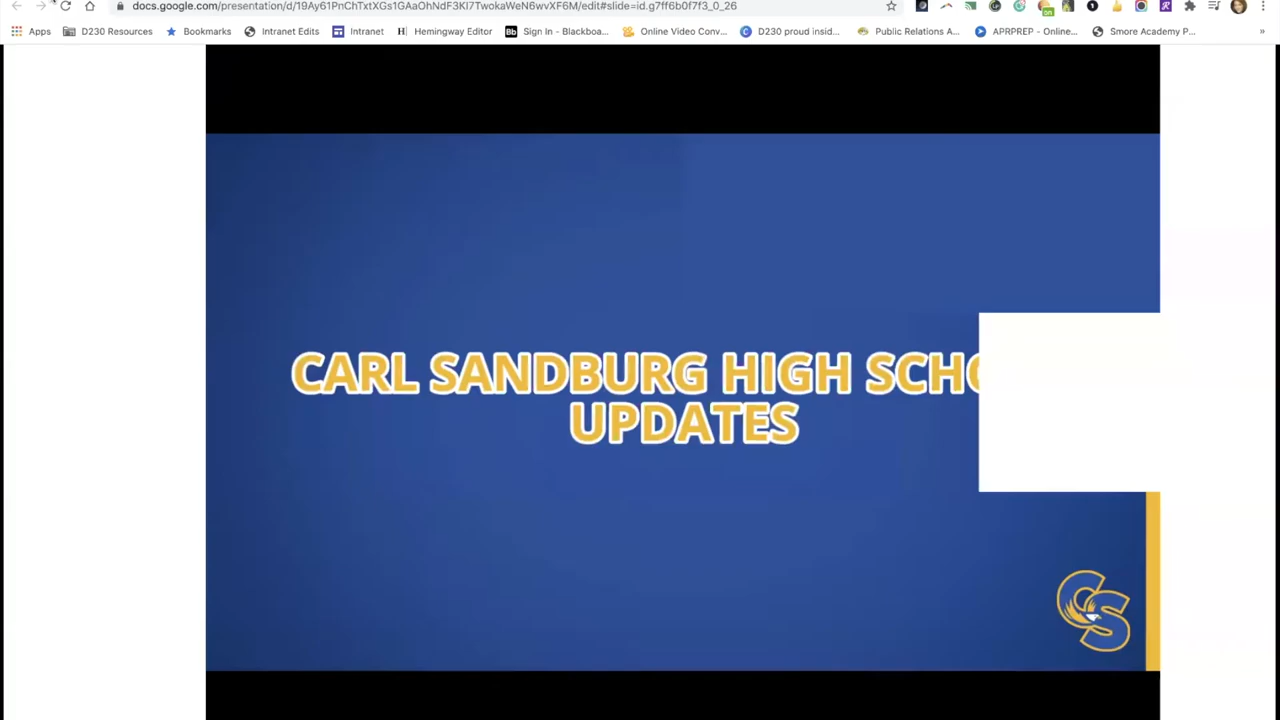 docs.google.com/presentation/d/19Ay61PnChTxtXGs1GAaOhNdF3KI7TwokaWeN6wvXF6M/edit#slide=id.g7ff6b0f7f3_0_26
Apps D230 Resources Bookmarks Intranet Edits Intranet Hemingway Editor Sign In - Blackboa... Online Video Conv... D230 proud insid... Public Relations A... APRPREP - Online... Smore Academy P... »
CARL SANDBURG HIGH SCHO
UPDATES
CS